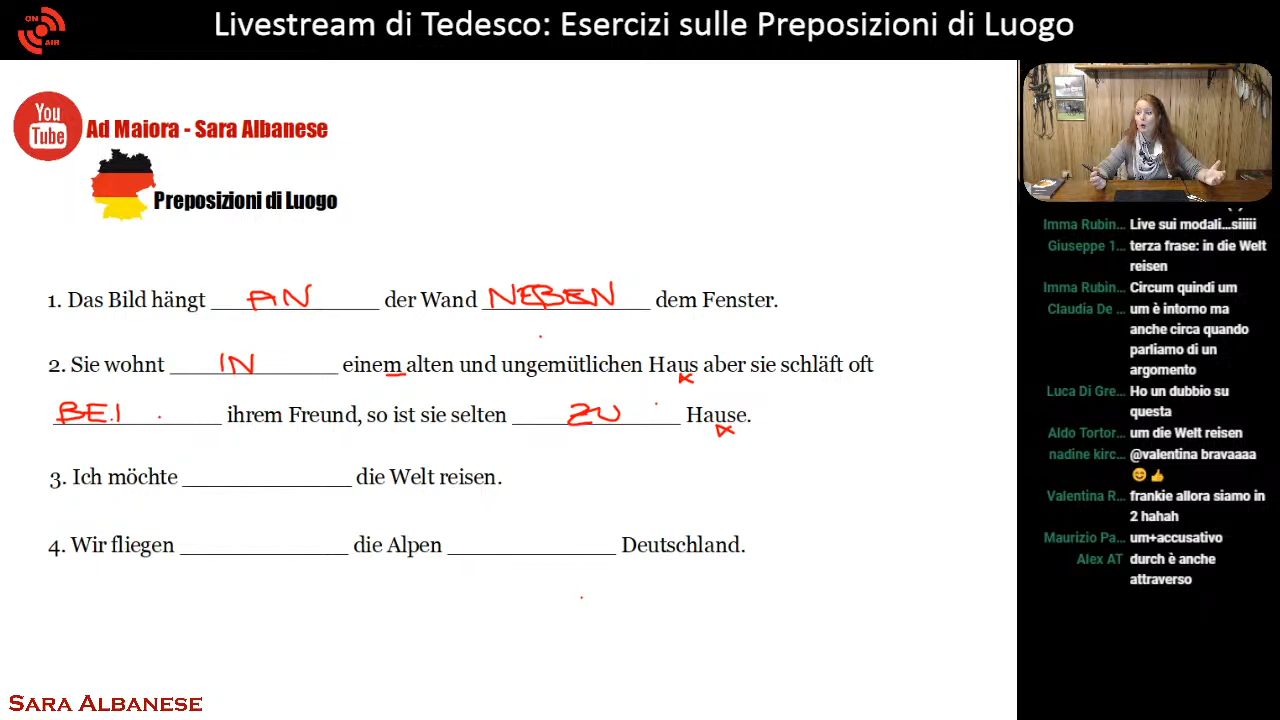 ON
AIR
Livestream di Tedesco: Esercizi sulle Preposizioni di Luogo
You
Tube
Ad Maiora - Sara Albanese
Preposizioni di Luogo
1. Das Bild hängt AN der Wand NEBEN dem Fenster.
2. Sie wohnt IN einem alten und ungemütlichen Haus aber sie schläft oft
BEI ihrem Freund, so ist sie selten ZU Hause.
3. Ich möchte ____________ die Welt reisen.
4. Wir fliegen ____________ die Alpen ____________ Deutschland.
SARA ALBANESE
Imma Rubin... Live sui modali...siiiii
Giuseppe 1... terza frase: in die Welt
reisen
Imma Rubin... Circum quindi um
Claudia De ... um è intorno ma
anche circa quando
parliamo di un
argomento
Luca Di Gre... Ho un dubbio su
questa
Aldo Tortor... um die Welt reisen
nadine kirc... @valentina bravaaaa
😊👍
Valentina R... frankie allora siamo in
2 hahah
Maurizio Pa... um+accusativo
Alex AT durch è anche
attraverso